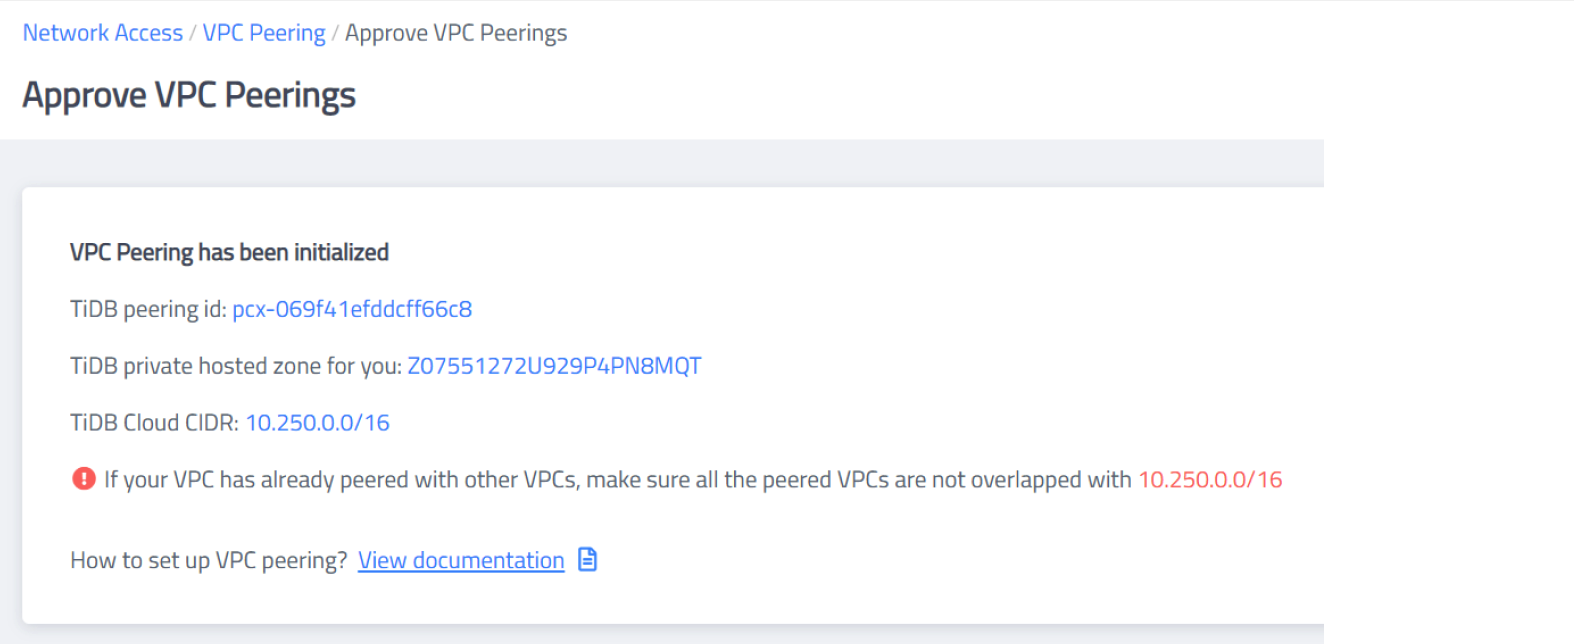 Network Access / VPC Peering / Approve VPC Peerings
Approve VPC Peerings
VPC Peering has been initialized
TiDB peering id: pcx-069f41efddcff66c8
TiDB private hosted zone for you: Z07551272U929P4PN8MQT
TiDB Cloud CIDR: 10.250.0.0/16
If your VPC has already peered with other VPCs, make sure all the peered VPCs are not overlapped with 10.250.0.0/16
How to set up VPC peering? View documentation